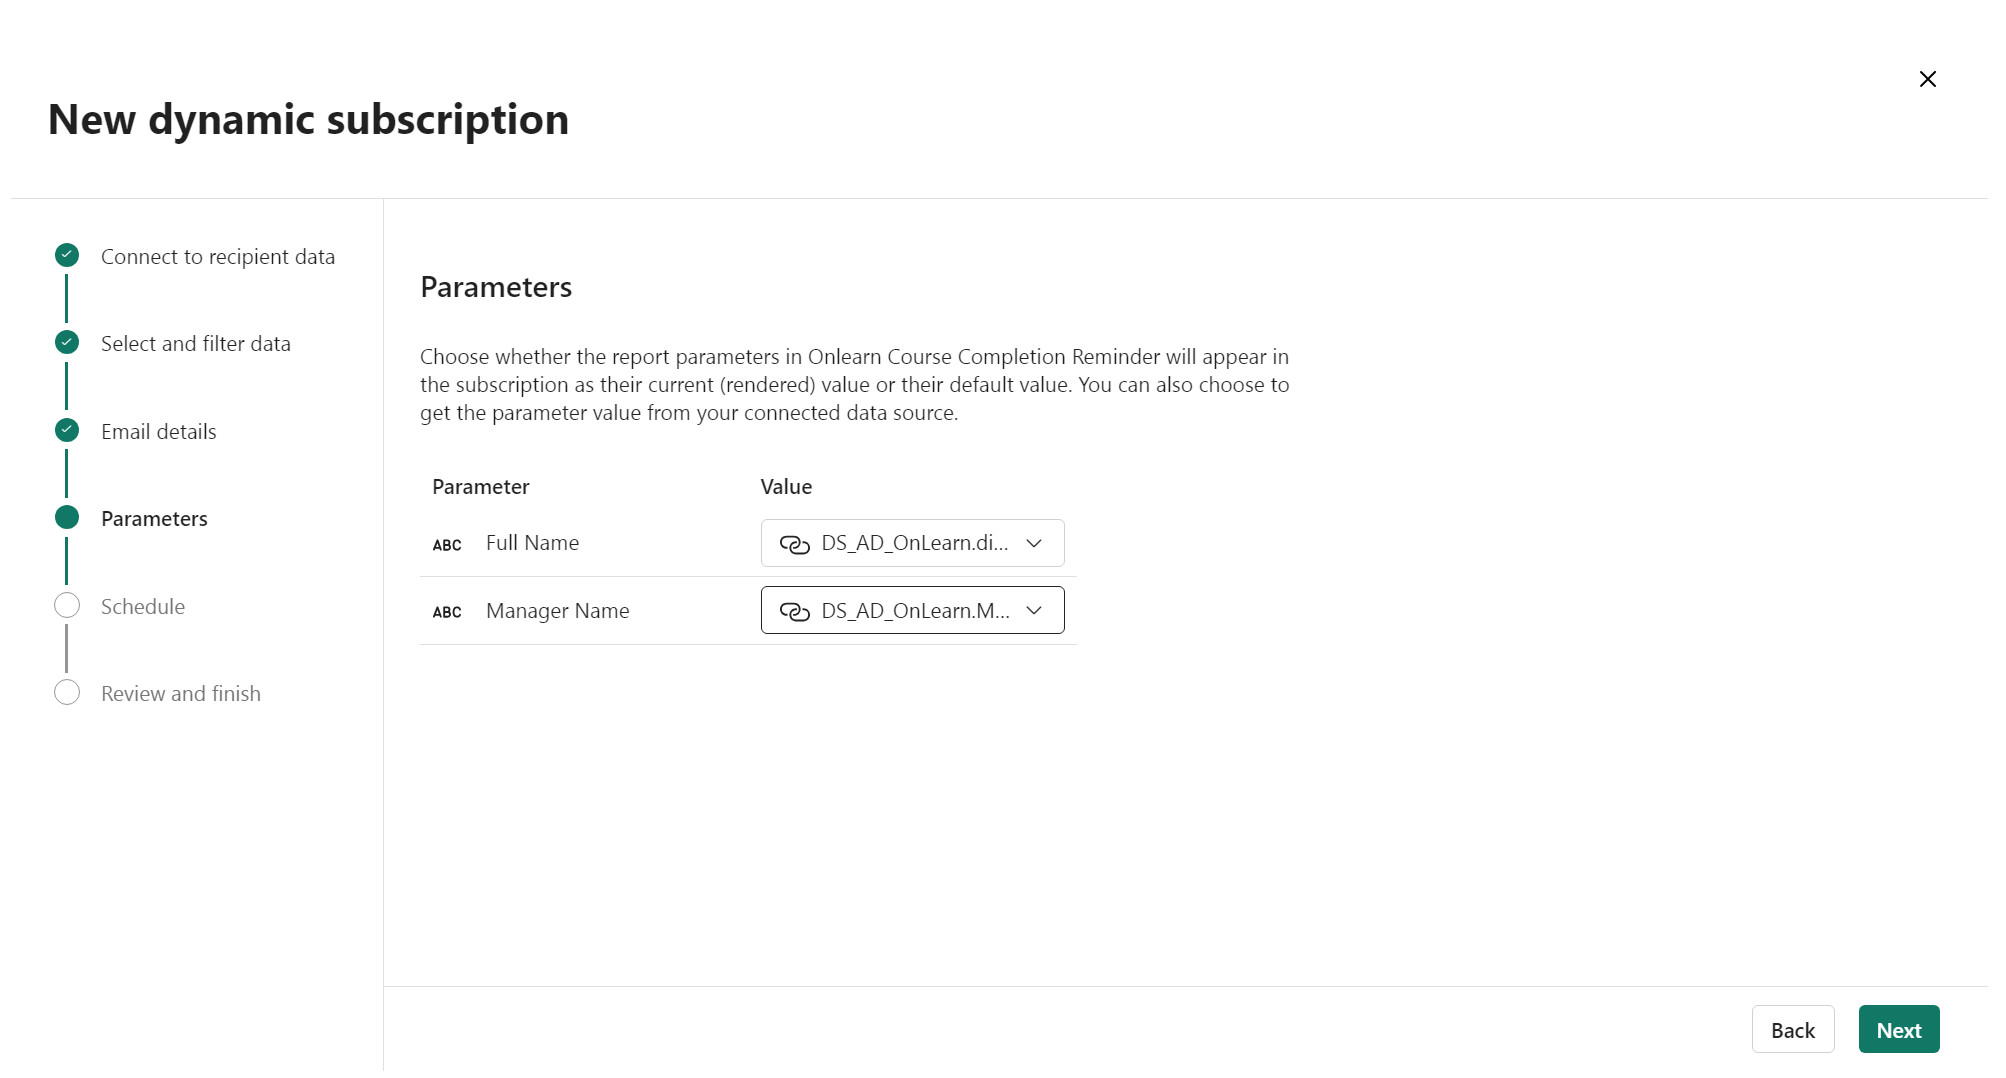 New dynamic subscription
Connect to recipient data
Select and filter data
Email details
Parameters
Schedule
Review and finish
Parameters
Choose whether the report parameters in Onlearn Course Completion Reminder will appear in
the subscription as their current (rendered) value or their default value. You can also choose to
get the parameter value from your connected data source.
Parameter Value
ABC Full Name DS_AD_OnLearn.di...
ABC Manager Name DS_AD_OnLearn.M...
Back Next